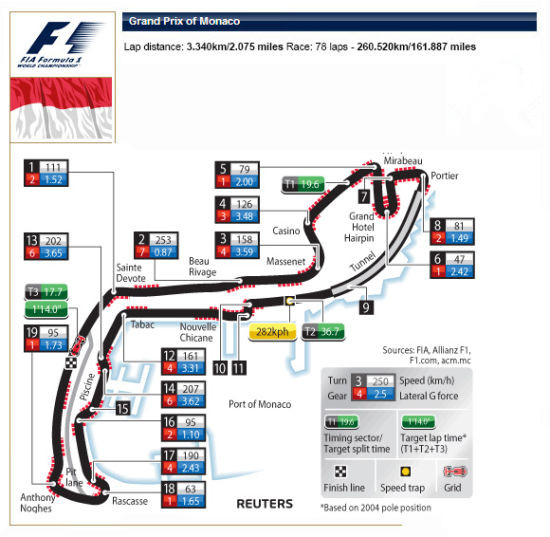 Grand Prix of Monaco
F1
FIA Formula 1
WORLD CHAMPIONSHIP
Lap distance: 3.340km/2.075 miles Race: 78 laps - 260.520km/161.887 miles
1 111
2 1.52
5 79
1 2.00
T1 19.6
Mirabeau
Portier
7
4 126
3 3.48
Casino
Grand
Hotel
Hairpin
8 81
2 1.49
13 202
6 3.65
2 253
7 0.87
3 158
4 3.59
Massenet
Tunnel
6 47
1 2.42
Sainte
Devote
Beau
Rivage
T3 17.7
1'14.0"
9
19 95
1 1.73
Tabac
Nouvelle
Chicane
10
11
282kph
T2 36.7
Piscine
12 161
4 3.31
14 207
6 3.62
15
Port of Monaco
16 95
2 1.10
17 190
4 2.43
18 63
1 1.65
Pit
lane
Anthony
Noghes
Rascasse
REUTERS
Sources: FIA, Allianz F1,
F1.com, acm.mc
Turn 3 250 Speed (km/h)
Gear 4 2.5 Lateral G force
T1 19.6
1'14.0"
Timing sector/
Target split time
Target lap time*
(T1+T2+T3)
Finish line
Speed trap
Grid
*Based on 2004 pole position